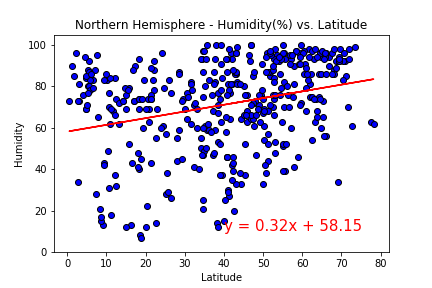 Northern Hemisphere - Humidity(%) vs. Latitude
100
80
60
40
20
0
Humidity
y = 0.32x + 58.15
0 10 20 30 40 50 60 70 80
Latitude